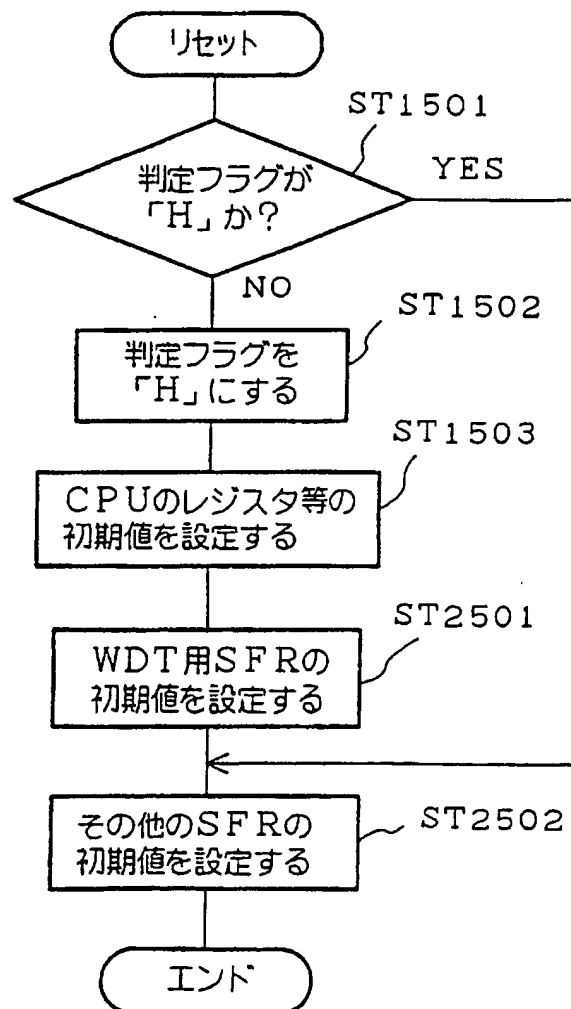 リセット
ST1501
判定フラグが
「H」か?
YES
NO
ST1502
判定フラグを
「H」にする
ST1503
CPUのレジスタ等の
初期値を設定する
ST2501
WDT用SFRの
初期値を設定する
その他のSFRの
初期値を設定する
ST2502
エンド